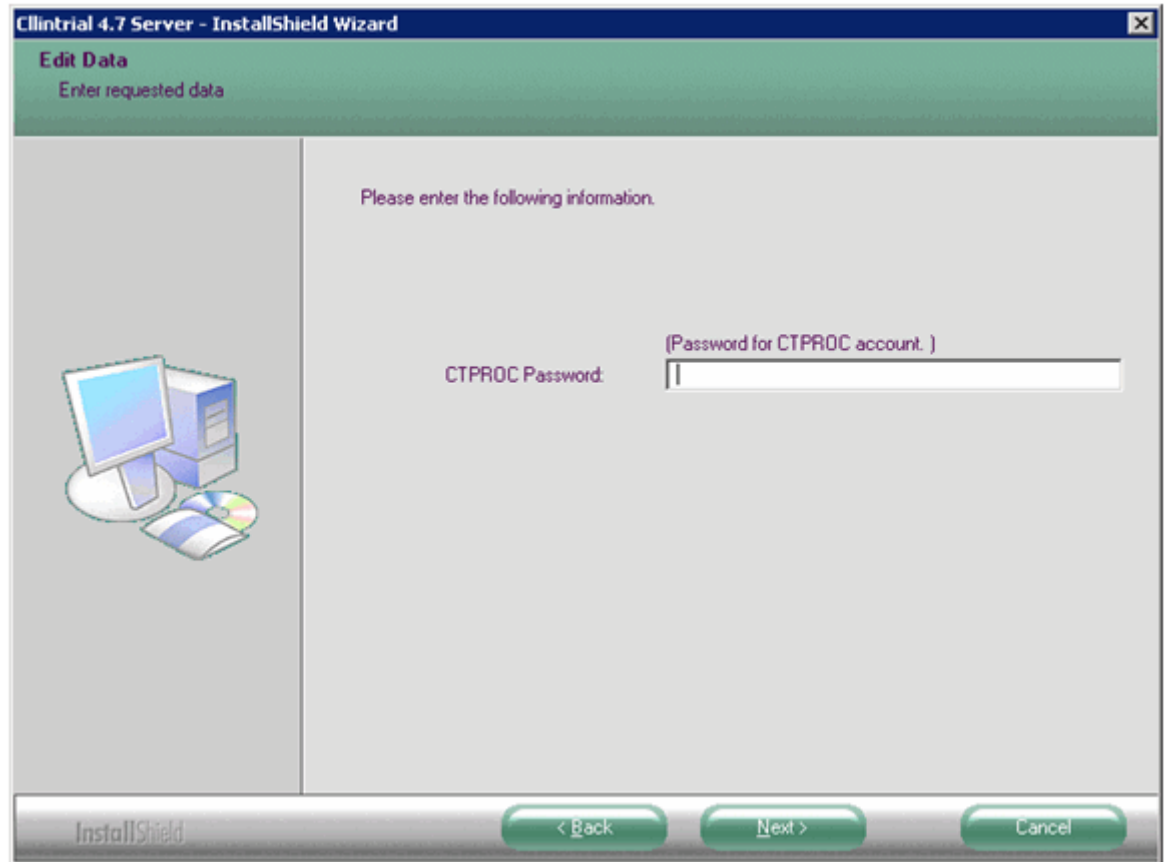 Cllintrial 4.7 Server - InstallShield Wizard
Edit Data
Enter requested data
Please enter the following information.
(Password for CTPROC account. )
CTPROC Password:
InstallShield
< Back
Next >
Cancel